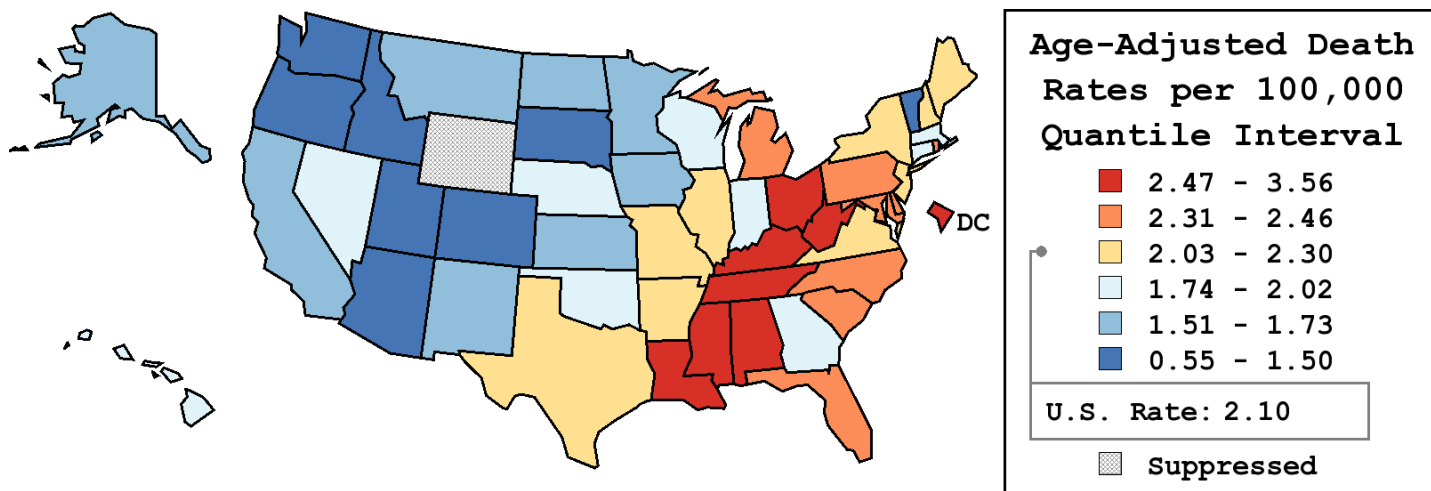 DC
Age-Adjusted Death
Rates per 100,000
Quantile Interval
2.47 - 3.56
2.31 - 2.46
2.03 - 2.30
1.74 - 2.02
1.51 - 1.73
0.55 - 1.50
U.S. Rate: 2.10
Suppressed